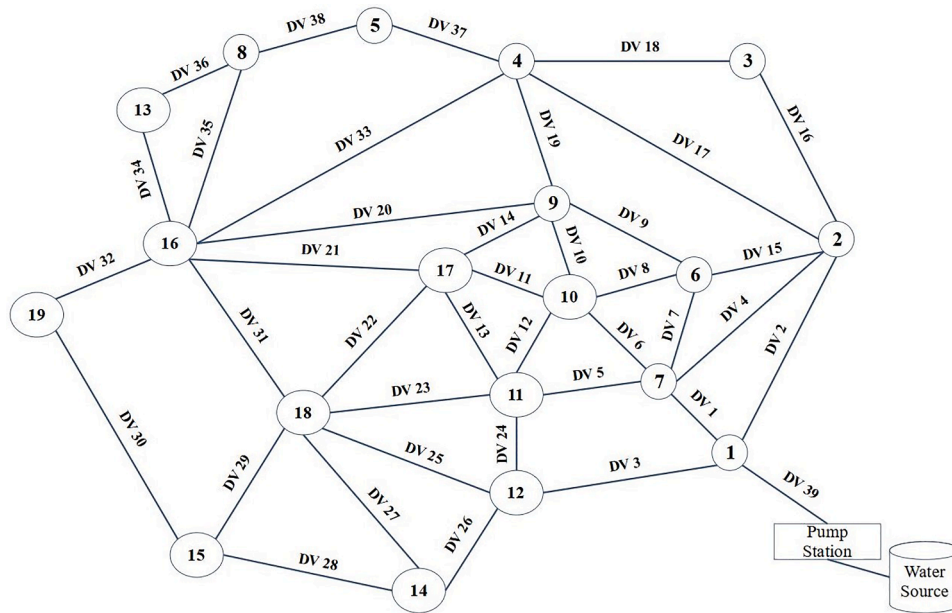 5
DV 38
DV 37
8
DV 18
4
3
DV 36
13
DV 35
DV 33
DV 19
DV 17
DV 16
DV 34
DV 20
9
DV 14
DV 9
2
16
DV 21
DV 32
17
DV 11
DV 10
DV 8
6
DV 15
10
19
DV 31
DV 22
DV 13
DV 12
DV 6
DV 7
DV 4
DV 2
DV 5
7
DV 23
11
DV 1
18
DV 30
DV 29
DV 25
DV 24
DV 3
1
12
DV 39
DV 27
DV 26
15
DV 28
14
Pump
Station
Water
Source